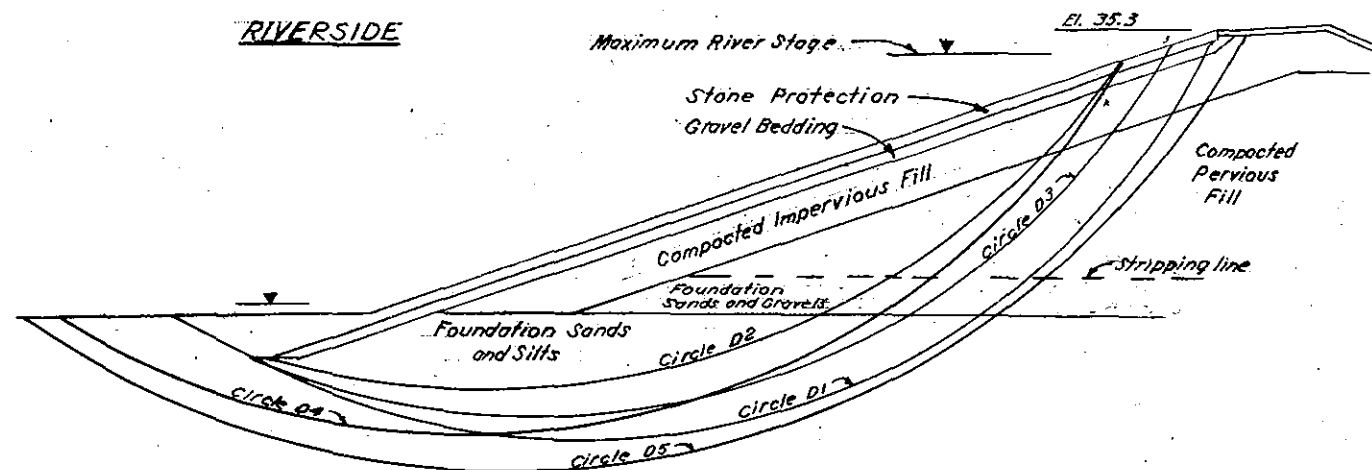 RIVERSIDE
El. 35.3
Maximum River Stage
Stone Protection
Gravel Bedding
Compacted Impervious Fill
Compacted
Pervious
Fill
Circle D3
Stripping line
Foundation
Sands and Gravels
Foundation Sands
and Silts
Circle D2
Circle D4
Circle D1
Circle D5